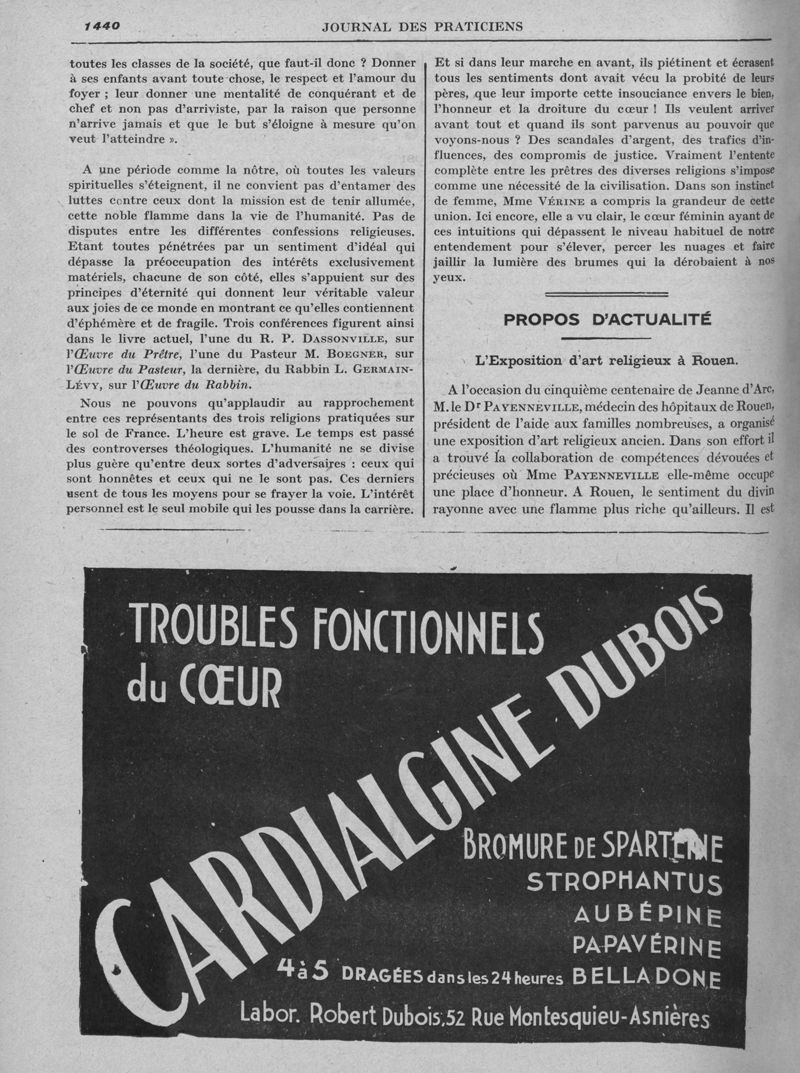 1440
JOURNAL DES PRATICIENS
toutes les classes de la société, que faut-il donc ? Donner
à ses enfants avant toute chose, le respect et l'amour du
foyer ; leur donner une mentalité de conquérant et de
chef et non pas d'arriviste, par la raison que personne
n'arrive jamais et que le but s'éloigne à mesure qu'on
veut l'atteindre ».
A une période comme la nôtre, où toutes les valeurs
spirituelles s'éteignent, il ne convient pas d'entamer des
luttes contre ceux dont la mission est de tenir allumée,
cette noble flamme dans la vie de l'humanité. Pas de
disputes entre les différentes confessions religieuses.
Etant toutes pénétrées par un sentiment d'idéal qui
dépasse la préoccupation des intérêts exclusivement
matériels, chacune de son côté, elles s'appuient sur des
principes d'éternité qui donnent leur véritable valeur
aux joies de ce monde en montrant ce qu'elles contiennent
d'éphémère et de fragile. Trois conférences figurent ainsi
dans le livre actuel, l'une du R. P. DASSONVILLE, sur
l'Œuvre du Prêtre, l'une du Pasteur M. BOEGNER, sur
l'Œuvre du Pasteur, la dernière, du Rabbin L. GERMAIN-
LÉVY, sur l'Œuvre du Rabbin.
Nous ne pouvons qu'applaudir au rapprochement
entre ces représentants des trois religions pratiquées sur
le sol de France. L'heure est grave. Le temps est passé
des controverses théologiques. L'humanité ne se divise
plus guère qu'entre deux sortes d'adversaires : ceux qui
sont honnêtes et ceux qui ne le sont pas. Ces derniers
usent de tous les moyens pour se frayer la voie. L'intérêt
personnel est le seul mobile qui les pousse dans la carrière.
Et si dans leur marche en avant, ils piétinent et écrasent
tous les sentiments dont avait vécu la probité de leurs
pères, que leur importe cette insouciance envers le bien,
l'honneur et la droiture du cœur ! Ils veulent arriver
avant tout et quand ils sont parvenus au pouvoir que
voyons-nous ? Des scandales d'argent, des trafics d'in-
fluences, des compromis de justice. Vraiment l'entente
complète entre les prêtres des diverses religions s'impose
comme une nécessité de la civilisation. Dans son instinct
de femme, Mme VÉRINE a compris la grandeur de cette
union. Ici encore, elle a vu clair, le cœur féminin ayant de
ces intuitions qui dépassent le niveau habituel de notre
entendement pour s'élever, percer les nuages et faire
jaillir la lumière des brumes qui la dérobaient à nos
yeux.
PROPOS D'ACTUALITÉ
L'Exposition d'art religieux à Rouen.
A l'occasion du cinquième centenaire de Jeanne d'Arc,
M. le Dr PAYENNEVILLE, médecin des hôpitaux de Rouen,
président de l'aide aux familles nombreuses, a organisé
une exposition d'art religieux ancien. Dans son effort il
a trouvé la collaboration de compétences dévouées et
précieuses où Mme PAYENNEVILLE elle-même occupe
une place d'honneur. A Rouen, le sentiment du divin
rayonne avec une flamme plus riche qu'ailleurs. Il est
TROUBLES FONCTIONNELS
du CŒUR
CARDIALGINE DUBOIS
BROMURE DE SPARTEINE
STROPHANTUS
AUBÉPINE
PAPAVÉRINE
4 à 5 DRAGÉES dans les 24 heures BELLADONE
Labor. Robert Dubois, 52 Rue Montesquieu-Asnières